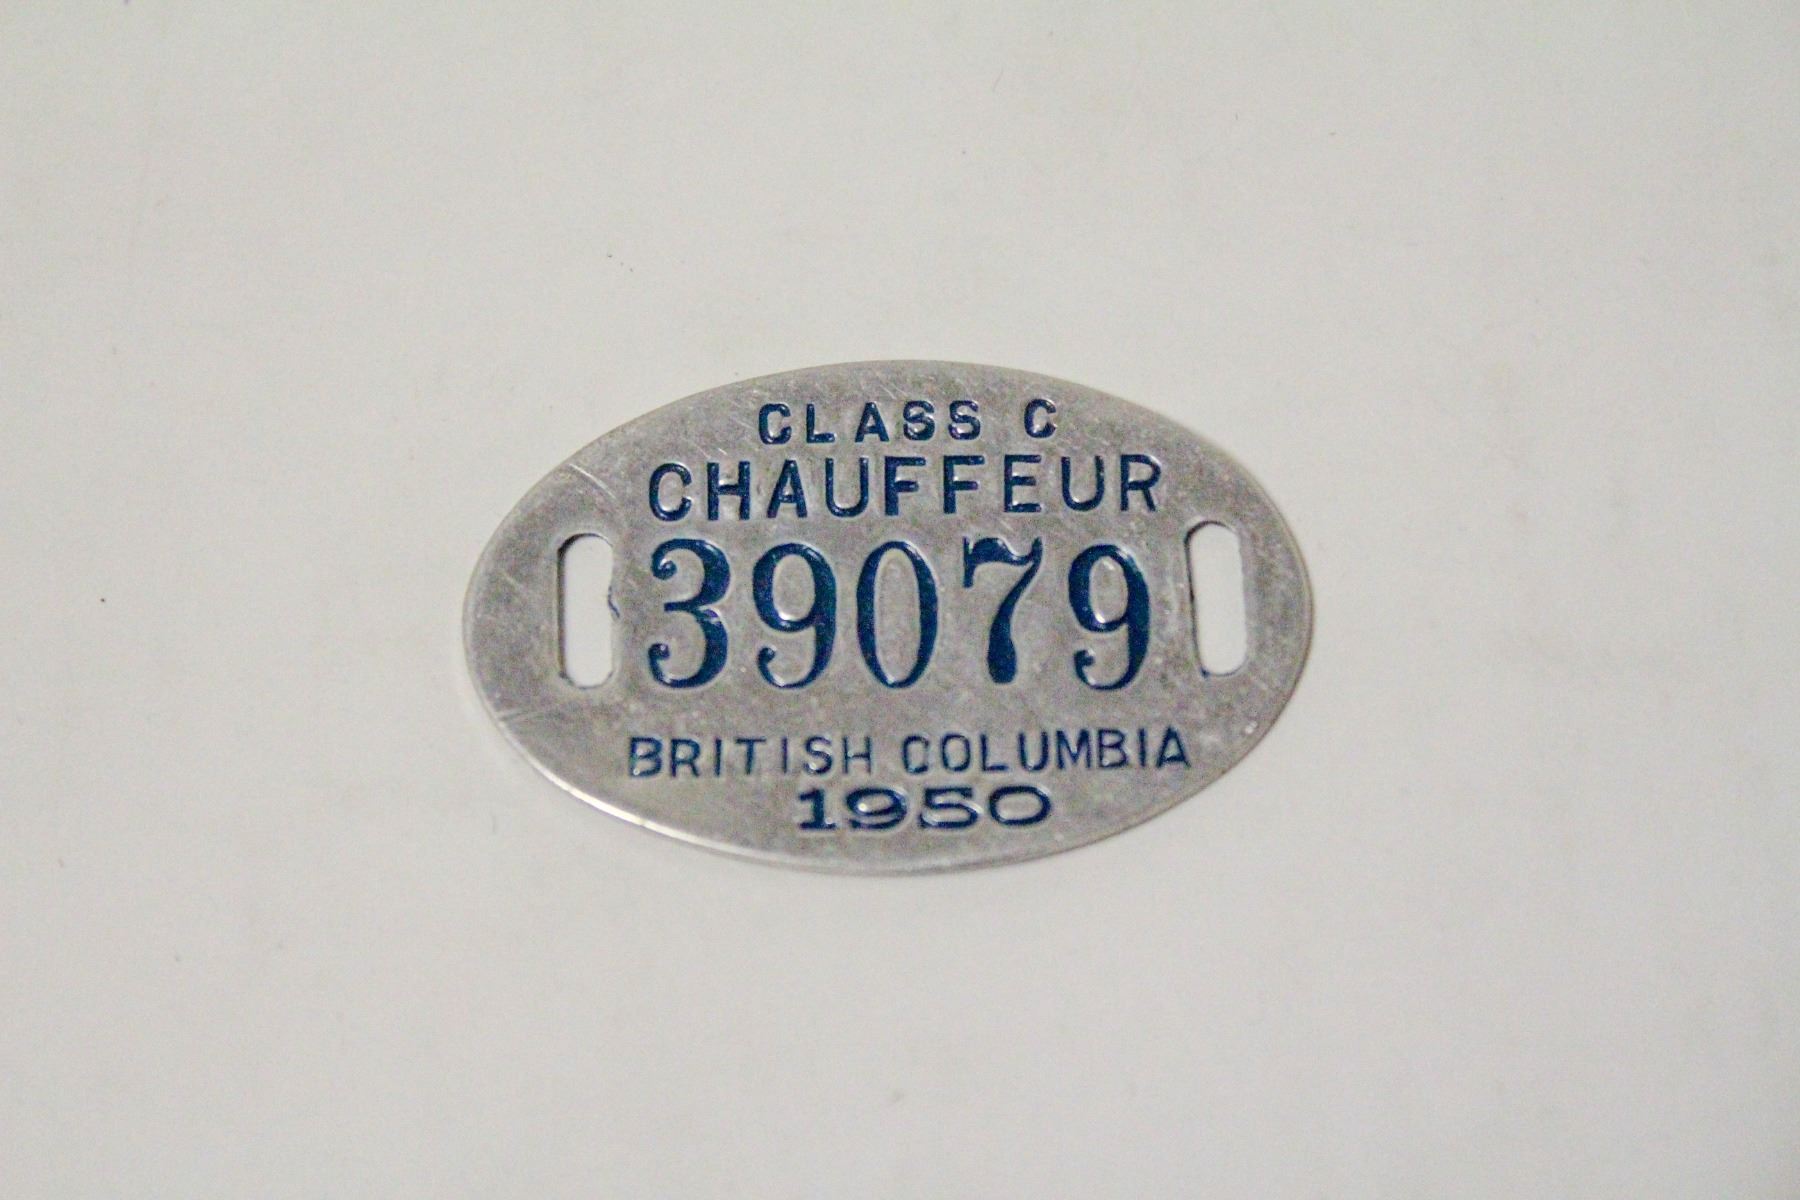 CLASS C
CHAUFFEUR
39079
BRITISH COLUMBIA
1950